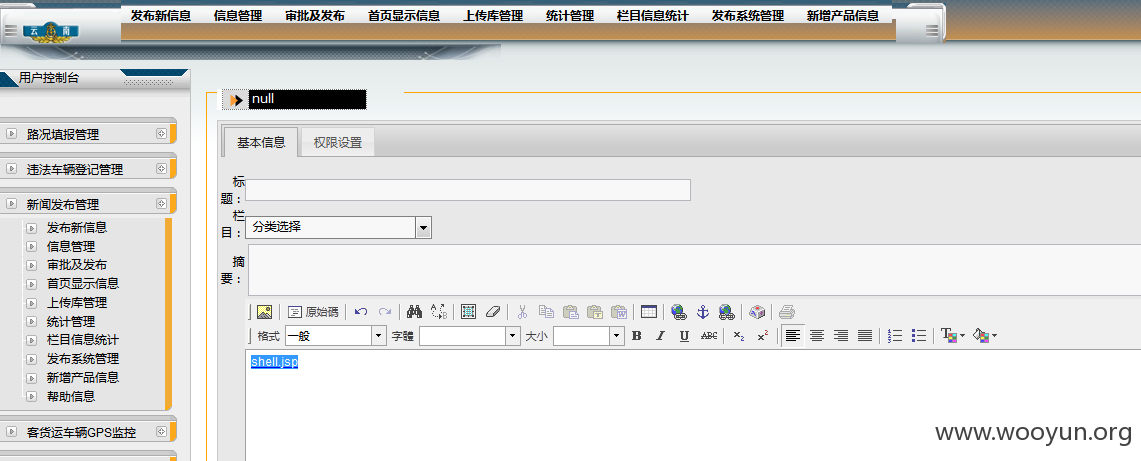 发布新信息 信息管理 审批及发布 首页显示信息 上传库管理 统计管理 栏目信息统计 发布系统管理 新增产品信息
用户控制台
null
路况填报管理
违法车辆登记管理
新闻发布管理
发布新信息
信息管理
审批及发布
首页显示信息
上传库管理
统计管理
栏目信息统计
发布系统管理
新增产品信息
帮助信息
客货运车辆GPS监控
基本信息 权限设置
标
题：
栏
目： 分类选择
摘
要：
原始碼
格式 一般 字體 大小 B I U ABC
shell.jsp
www.wooyun.org